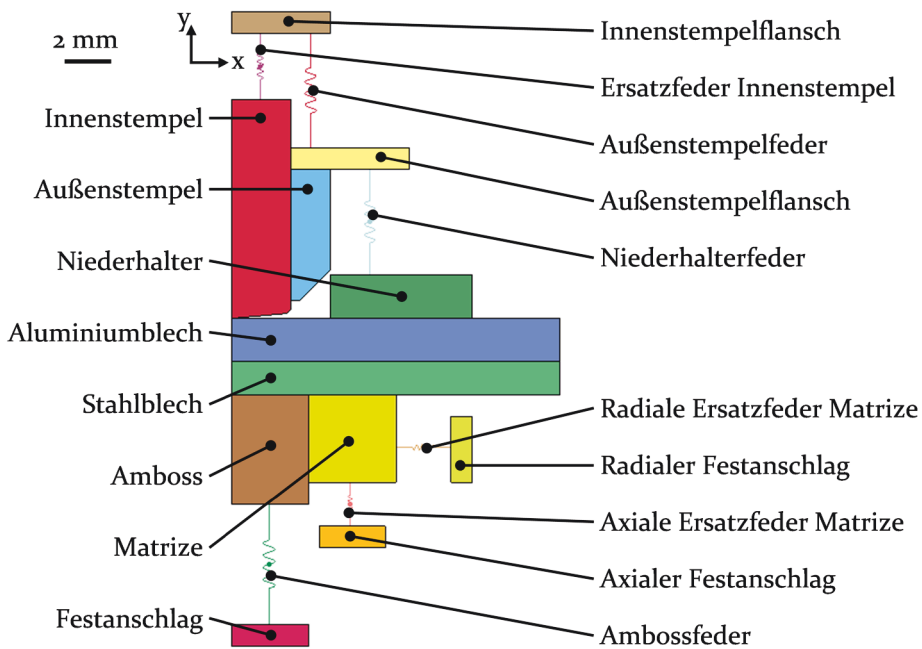 y
2 mm
x
Innenstempelflansch
Ersatzfeder Innenstempel
Innenstempel
Außenstempelfeder
Außenstempel
Außenstempelflansch
Niederhalter
Niederhalterfeder
Aluminiumblech
Stahlblech
Radiale Ersatzfeder Matrize
Amboss
Radialer Festanschlag
Matrize
Axiale Ersatzfeder Matrize
Axialer Festanschlag
Festanschlag
Ambossfeder